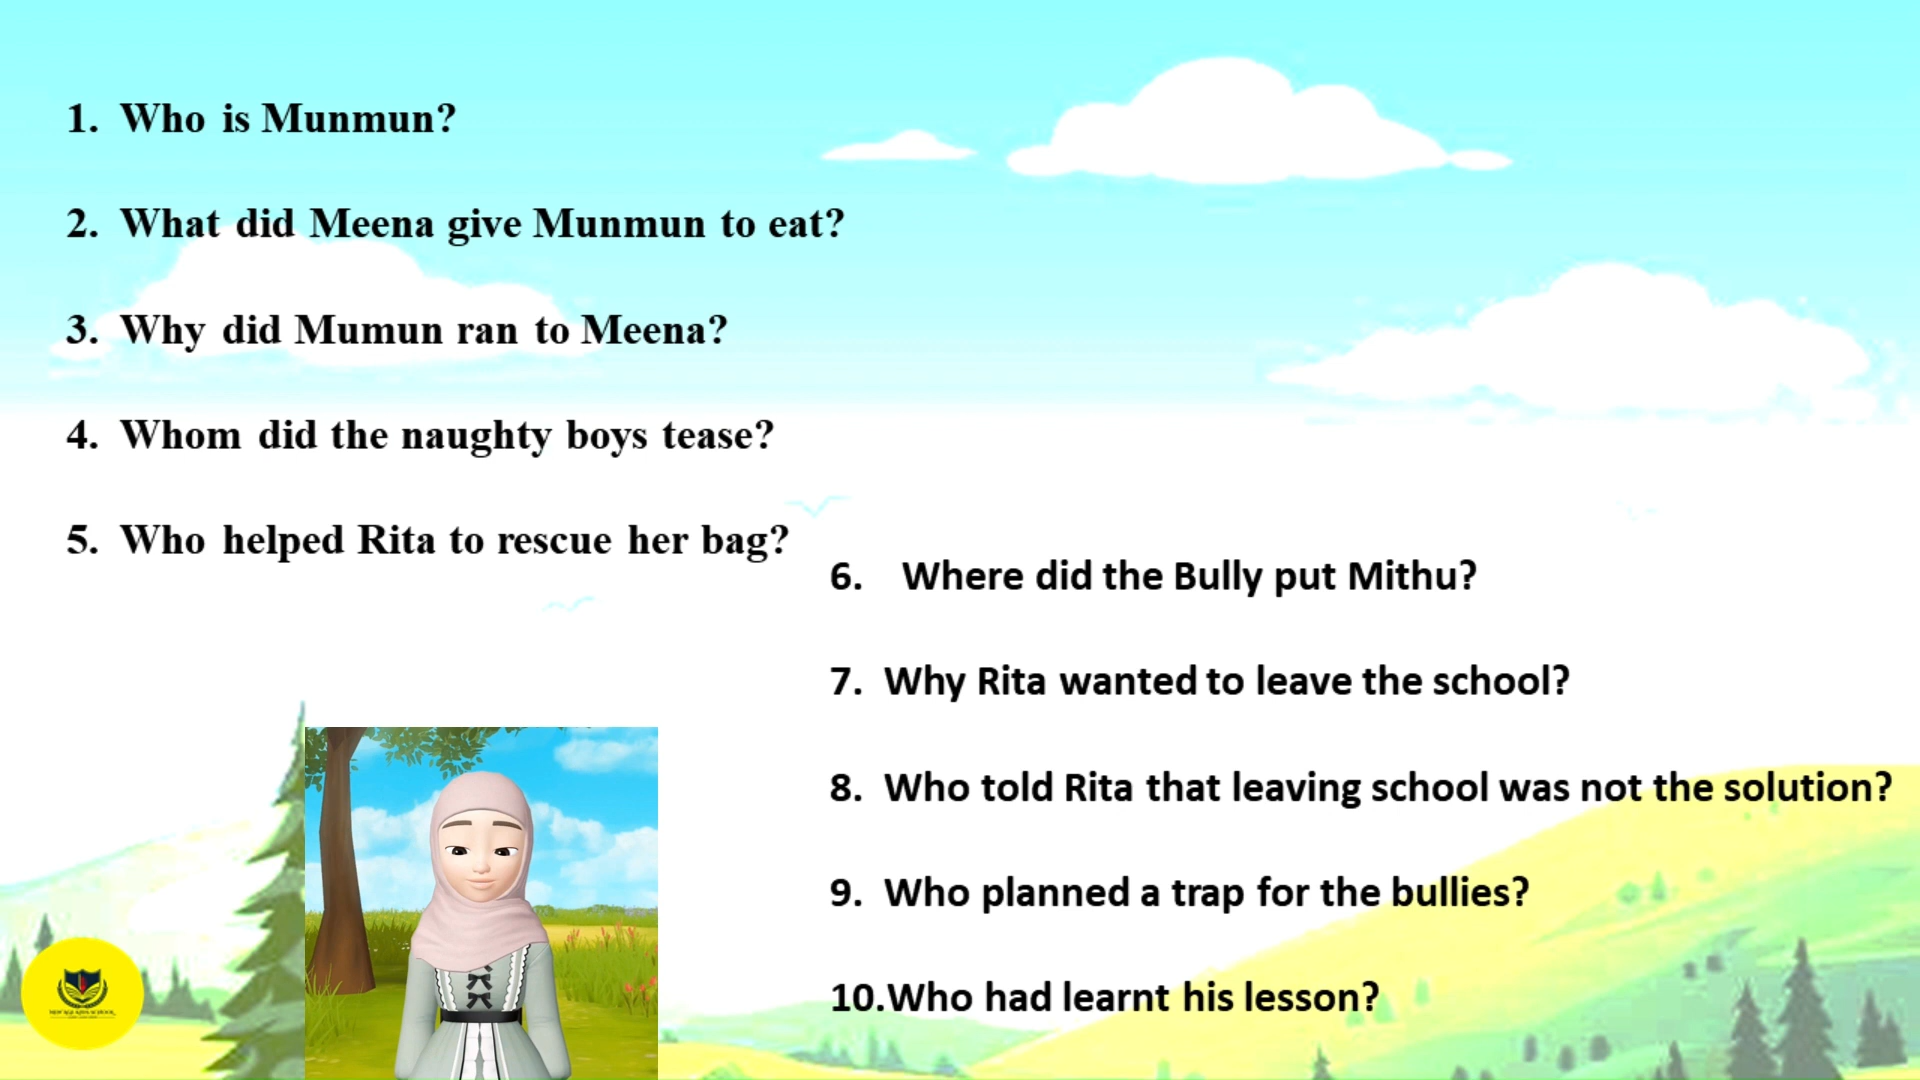 1. Who is Munmun?
2. What did Meena give Munmun to eat?
3. Why did Mumun ran to Meena?
4. Whom did the naughty boys tease?
5. Who helped Rita to rescue her bag?
6. Where did the Bully put Mithu?
7. Why Rita wanted to leave the school?
8. Who told Rita that leaving school was not the solution?
9. Who planned a trap for the bullies?
10.Who had learnt his lesson?